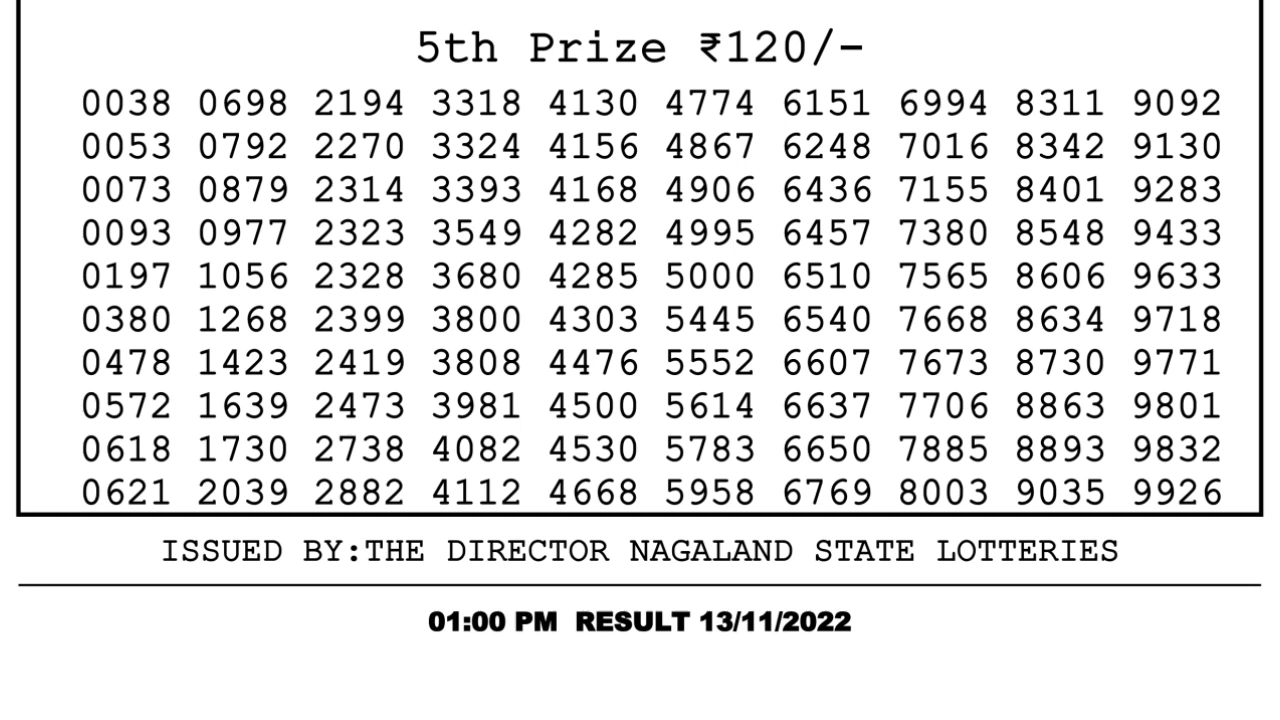 5th Prize ₹120/-
0038 0698 2194 3318 4130 4774 6151 6994 8311 9092
0053 0792 2270 3324 4156 4867 6248 7016 8342 9130
0073 0879 2314 3393 4168 4906 6436 7155 8401 9283
0093 0977 2323 3549 4282 4995 6457 7380 8548 9433
0197 1056 2328 3680 4285 5000 6510 7565 8606 9633
0380 1268 2399 3800 4303 5445 6540 7668 8634 9718
0478 1423 2419 3808 4476 5552 6607 7673 8730 9771
0572 1639 2473 3981 4500 5614 6637 7706 8863 9801
0618 1730 2738 4082 4530 5783 6650 7885 8893 9832
0621 2039 2882 4112 4668 5958 6769 8003 9035 9926
ISSUED BY:THE DIRECTOR NAGALAND STATE LOTTERIES
01:00 PM RESULT 13/11/2022